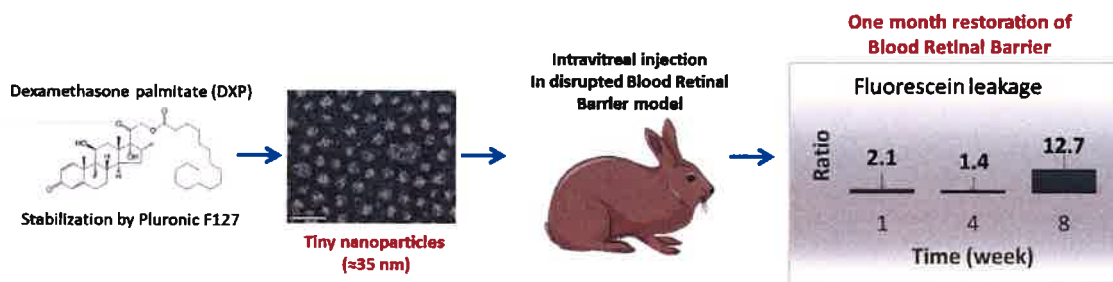 Dexamethasone palmitate (DXP)
O
O
O
HO
OH
H
H
O
Stabilization by Pluronic F127
Tiny nanoparticles
(≈35 nm)
Intravitreal injection
In disrupted Blood Retinal
Barrier model
One month restoration of
Blood Retinal Barrier
Fluorescein leakage
Ratio
2.1
1.4
12.7
1
4
8
Time (week)